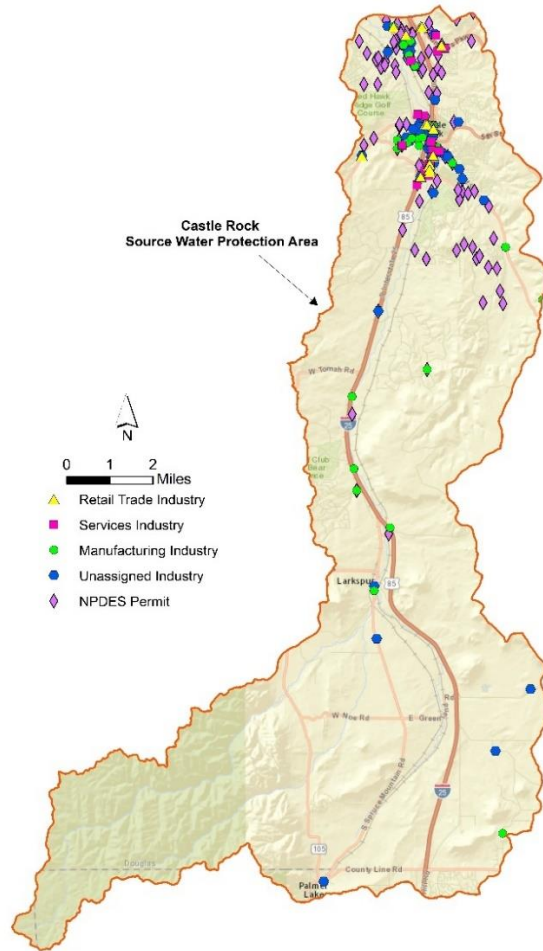 Castle Rock
Source Water Protection Area
85
W Tomah Rd
25
N
0 1 2
Miles
Retail Trade Industry
Services Industry
Manufacturing Industry
Unassigned Industry
NPDES Permit
Larkspur
85
W Noe Rd
E Green
S Spruce Mountain Rd
25
105
County Line Rd
Douglas
Palmer
Lake